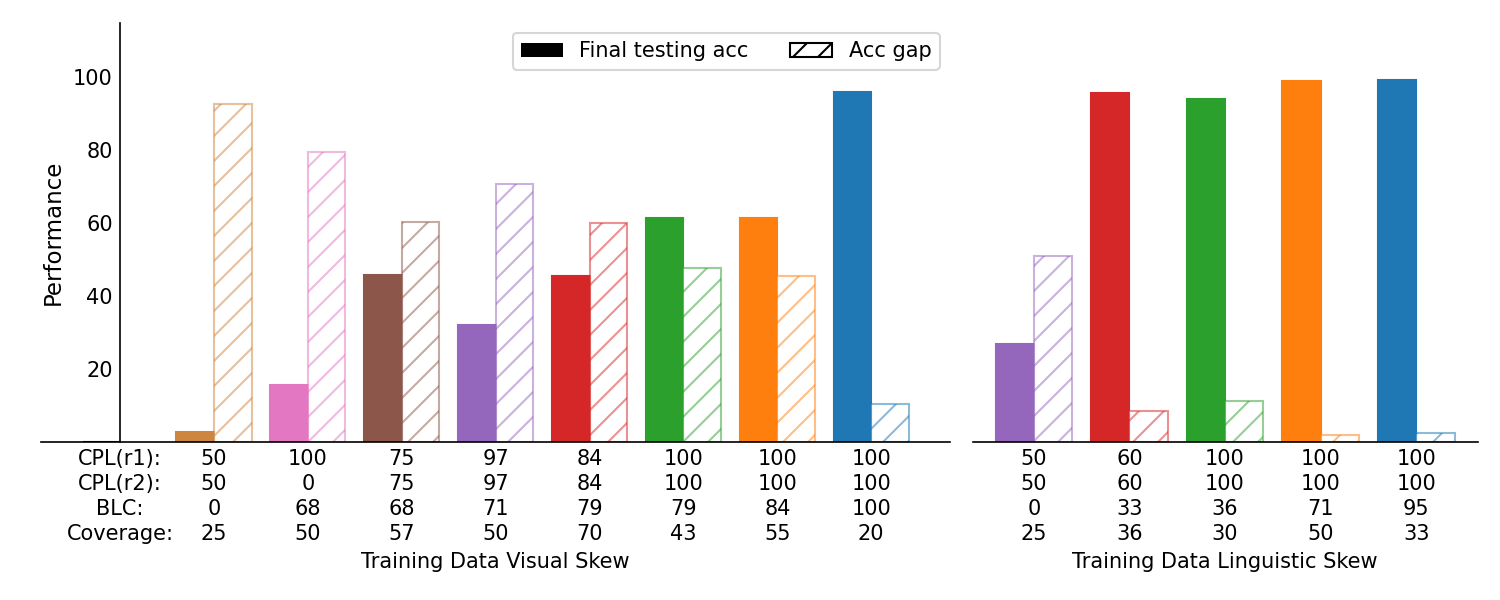 Final testing acc Acc gap
100
80
60
40
20
Performance
CPL(r1): 50 100 75 97 84 100 100 100 50 60 100 100 100
CPL(r2): 50 0 75 97 84 100 100 100 50 60 100 100 100
BLC: 0 68 68 71 79 79 84 100 0 33 36 71 95
Coverage: 25 50 57 50 70 43 55 20 25 36 30 50 33
Training Data Visual Skew Training Data Linguistic Skew